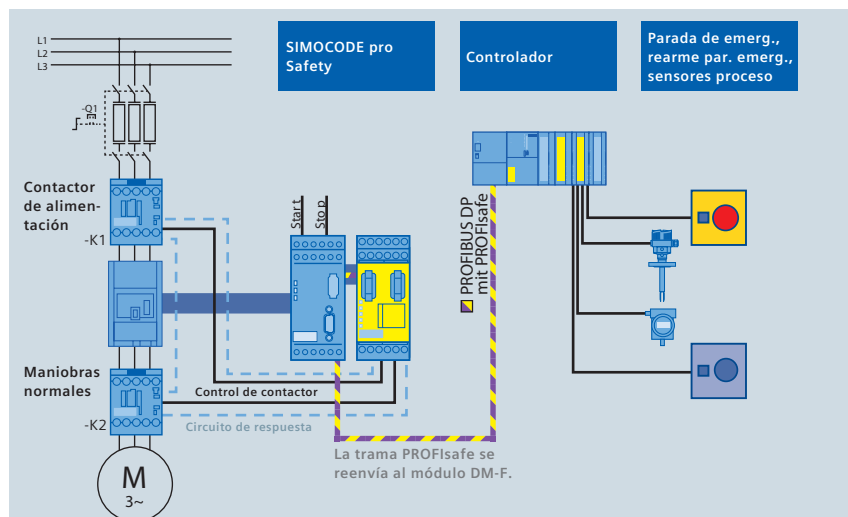 L1
L2
L3
-Q1
SIMOCODE pro
Safety
Controlador
Parada de emerg.,
rearme par. emerg.,
sensores proceso
Contactor
de alimen-
tación
-K1
Start
Stop
PROFIBUS DP
mit PROFIsafe
Maniobras
normales
Control de contactor
-K2
Circuito de respuesta
La trama PROFIsafe se
reenvía al módulo DM-F.
M
3~